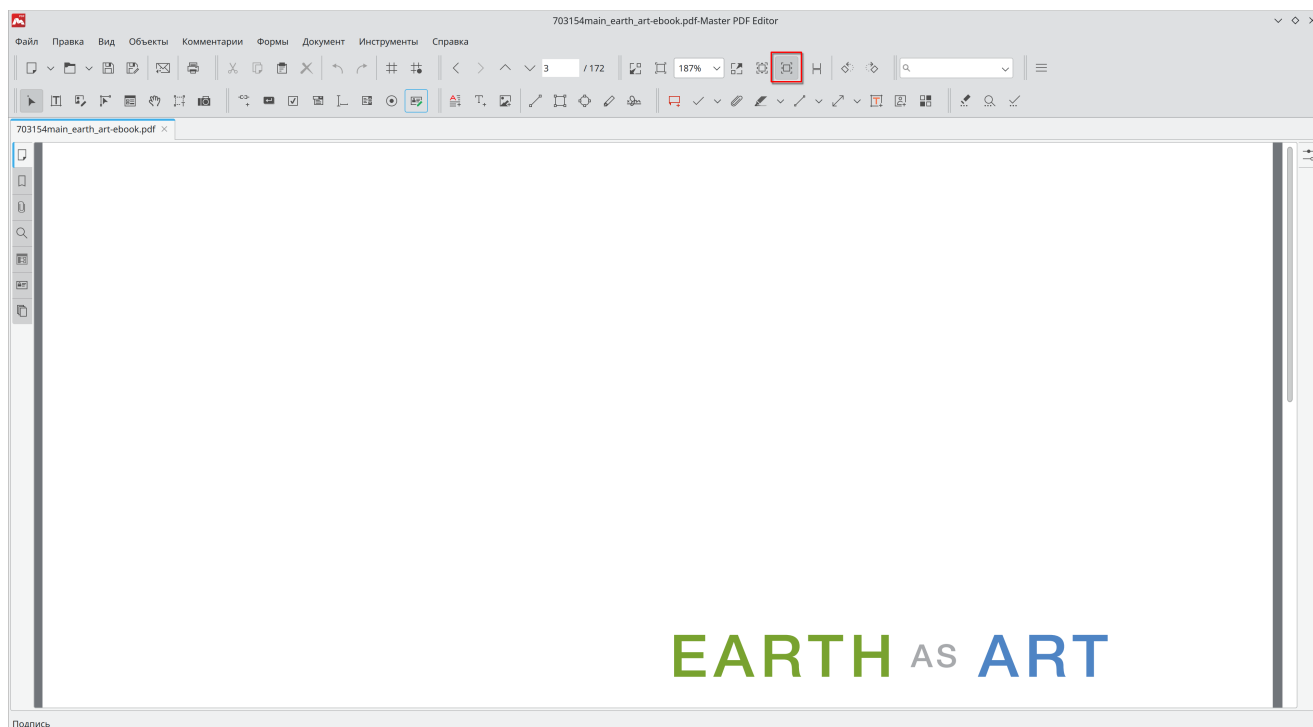 703154main_earth_art-ebook.pdf-Master PDF Editor
Файл Правка Вид Объекты Комментарии Формы Документ Инструменты Справка
3 / 172 187%
703154main_earth_art-ebook.pdf
EARTH AS ART
Подпись